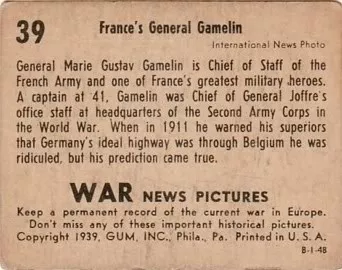 39
France's General Gamelin
International News Photo
General Marie Gustav Gamelin is Chief of Staff of the
French Army and one of France's greatest military heroes.
A captain at '41, Gamelin was Chief of General Joffre's
office staff at headquarters of the Second Army Corps in
the World War. When in 1911 he warned his superiors
that Germany's ideal highway was through Belgium he was
ridiculed, but his prediction came true.
WAR NEWS PICTURES
Keep a permanent record of the current war in Europe.
Don't miss any of these important historical pictures.
Copyright 1939, GUM, INC., Phila., Pa. Printed in U.S.A.
B-1-48